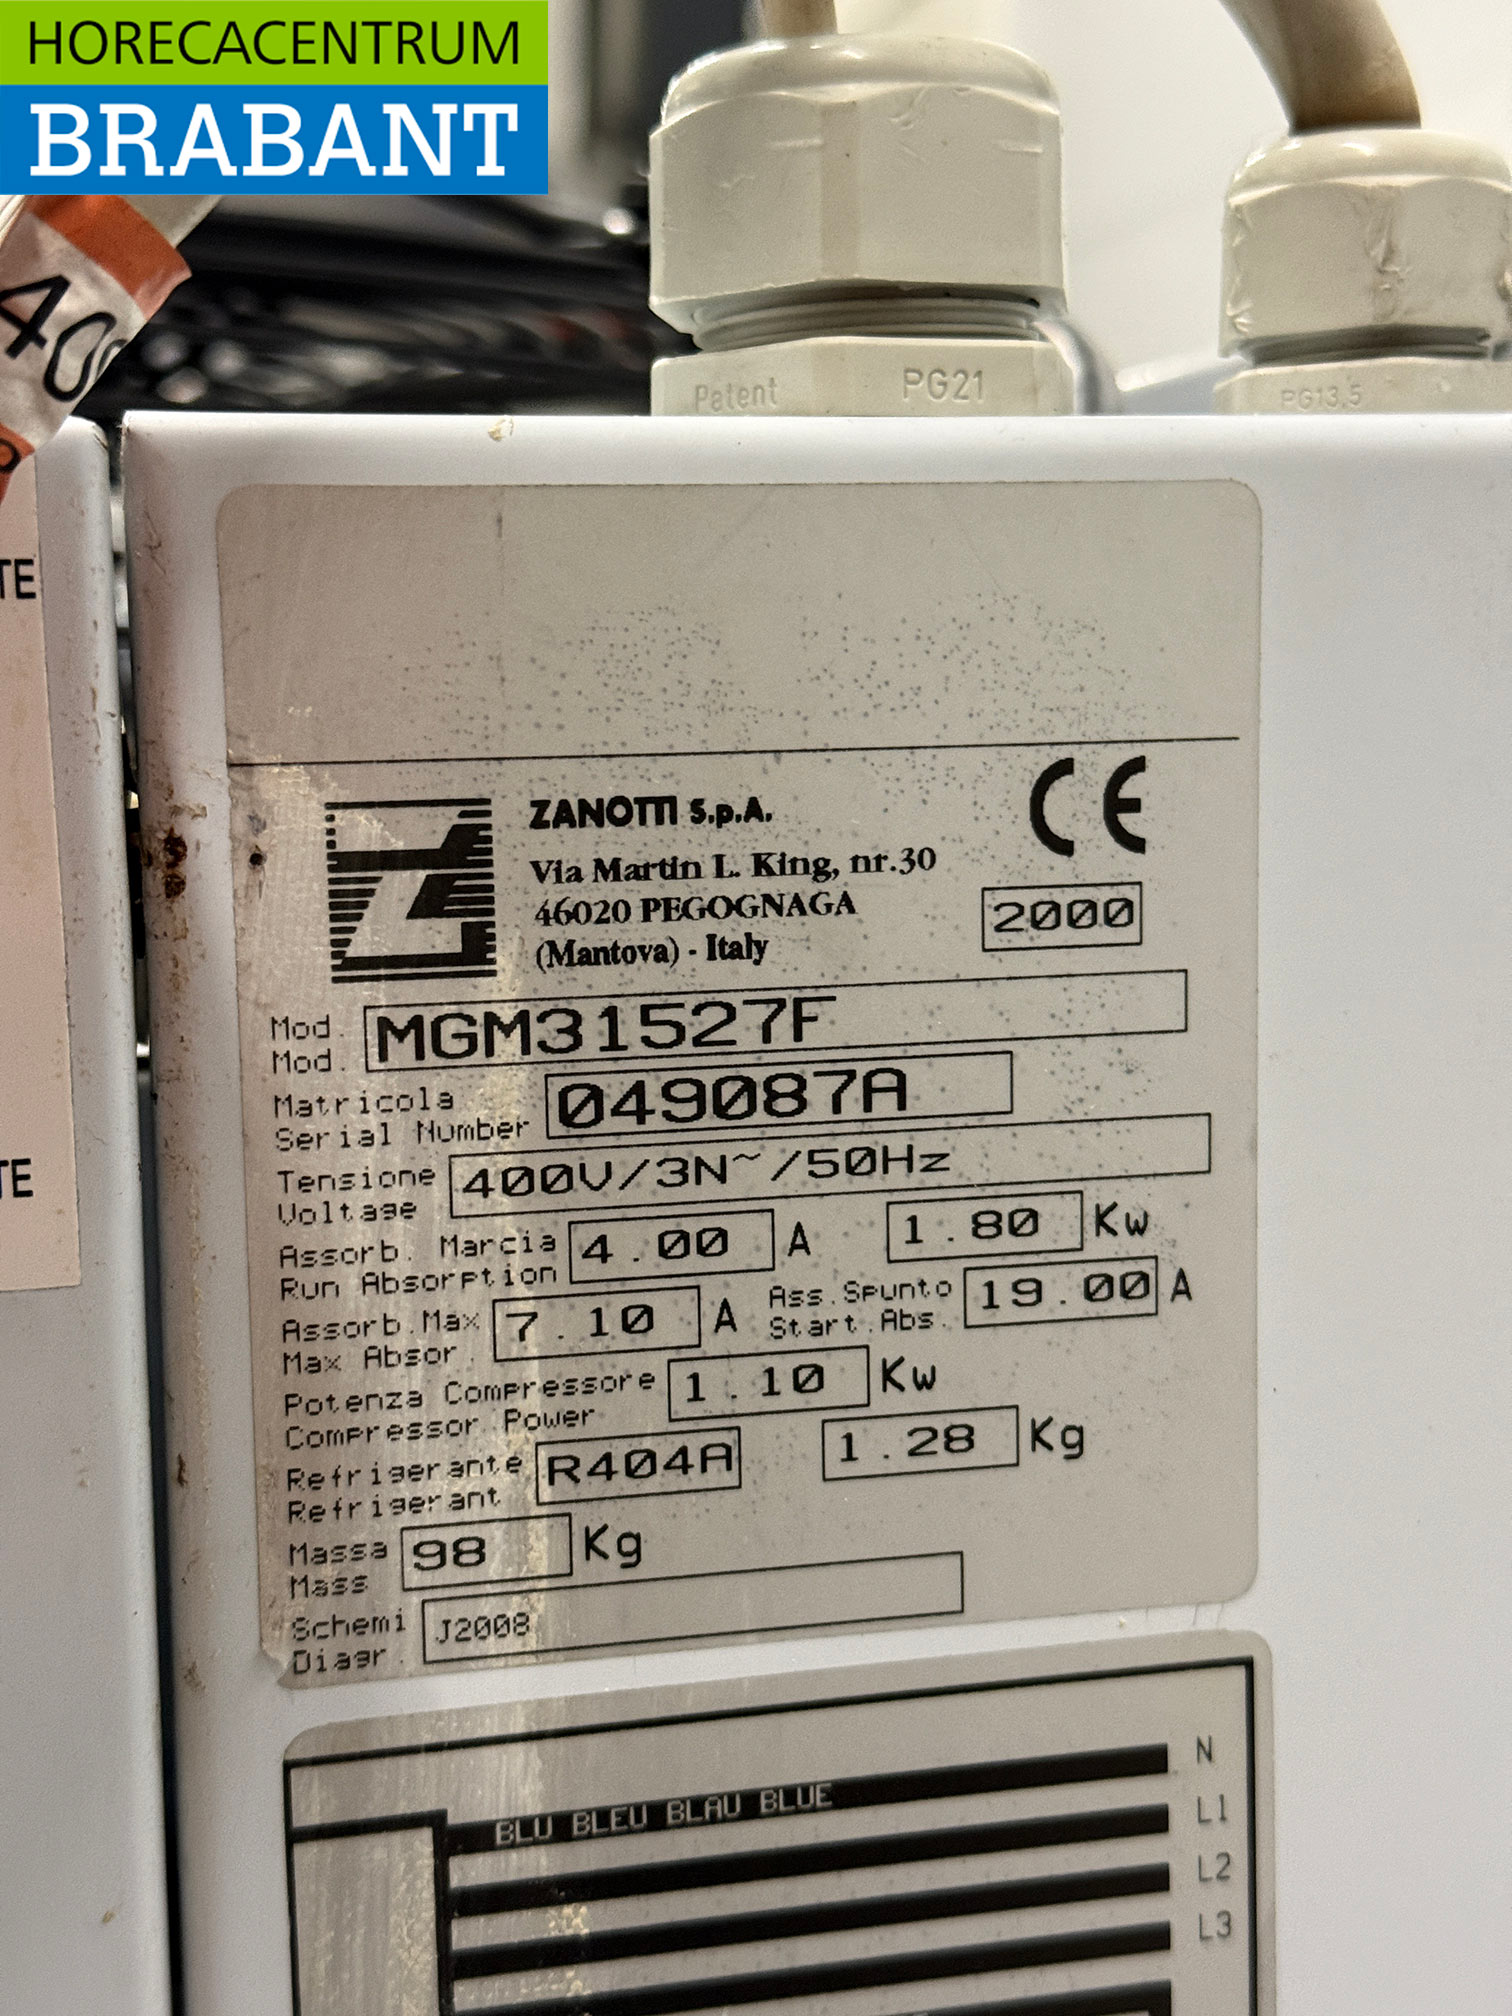 HORECACENTRUM
BRABANT
400
TE
TE
Patent PG21
PG13,5
ZANOTTI S.p.A.
Via Martin L. King, nr.30
46020 PEGOGNAGA
(Mantova) - Italy
CE
2000
Mod. MGM31527F
Mod.
Matricola 049087A
Serial Number
Tensione 400V/3N~/50Hz
Voltage
Assorb. Marcia 4.00 A 1.80 Kw
Run Absorption
Assorb.Max 7.10 A Ass.Spunto 19.00 A
Max Absor. Start.Abs.
Potenza Compressore 1.10 Kw
Compressor Power
Refrigerante R404A 1.28 Kg
Refrigerant
Massa 98 Kg
Mass
Schemi J2008
Diagr.
N
BLU BLEU BLAU BLUE
L1
L2
L3